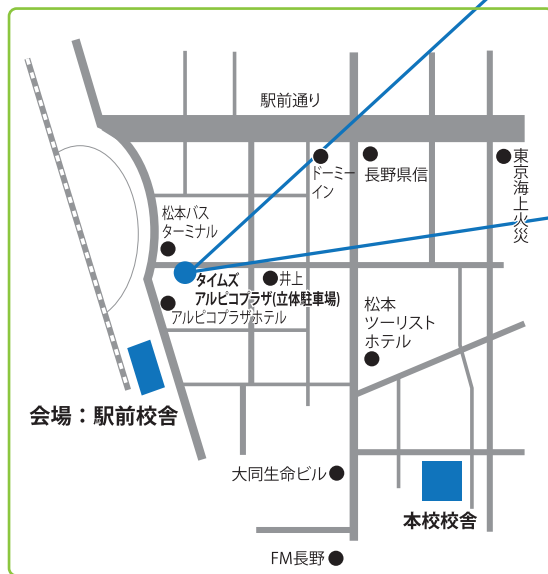 駅前通り
ドーミー
イン
長野県信
東京海上火災
松本バス
ターミナル
タイムズ
アルピコプラザ(立体駐車場)
井上
アルピコプラザホテル
松本
ツーリスト
ホテル
会場：駅前校舎
大同生命ビル
本校校舎
FM長野